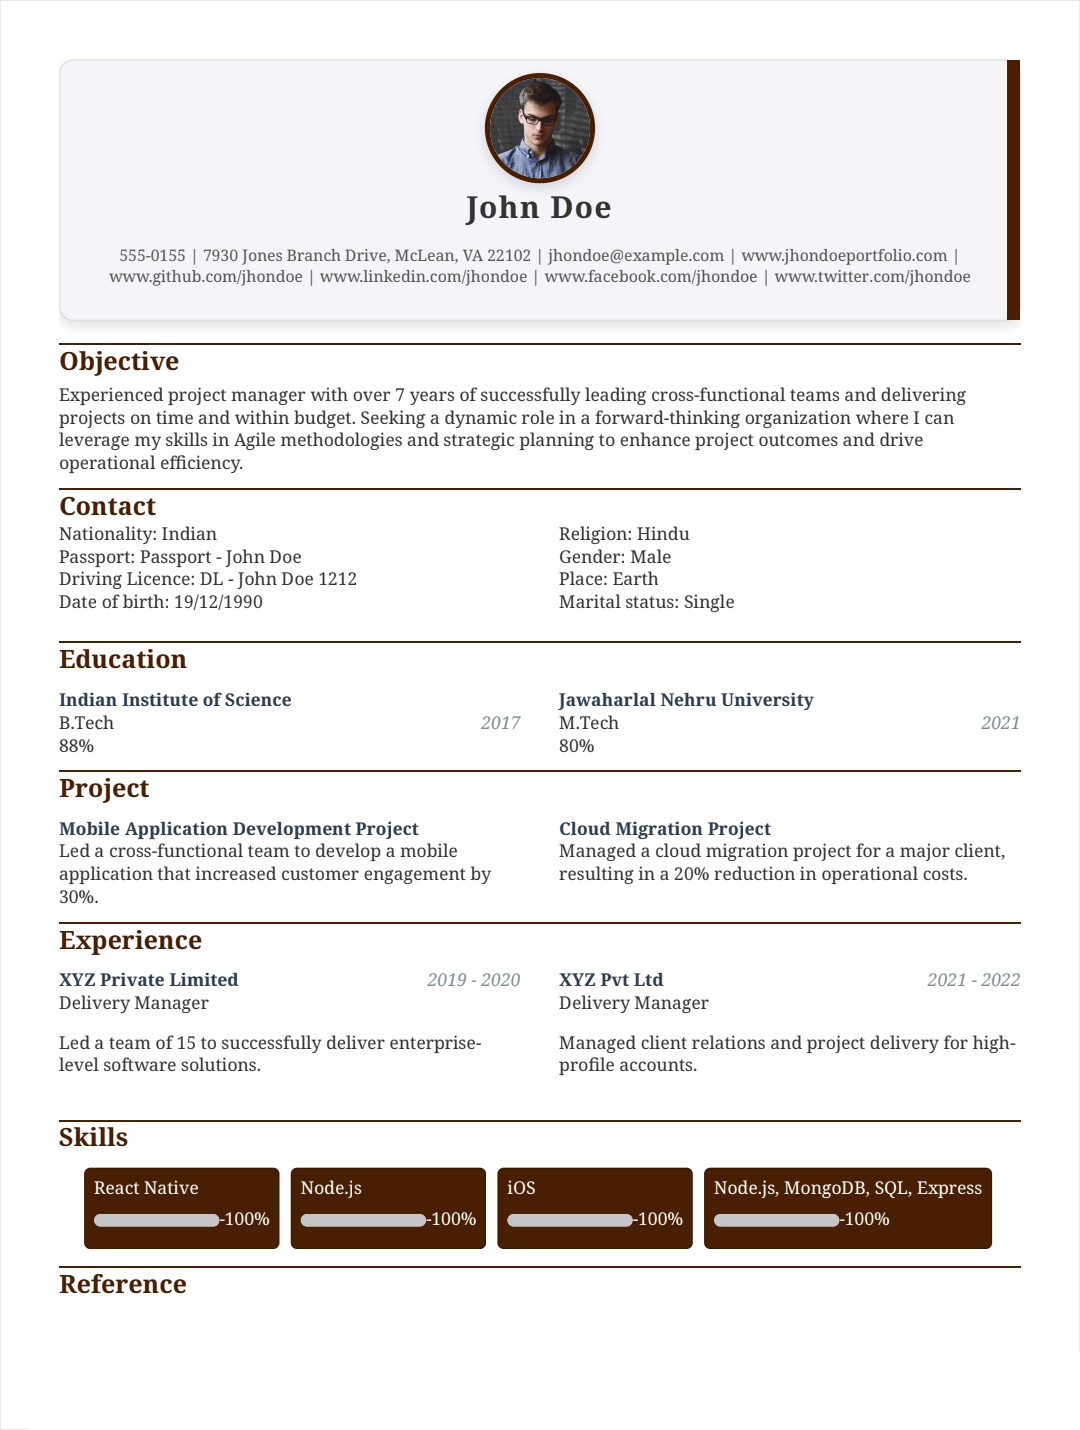 John Doe
555-0155 | 7930 Jones Branch Drive, McLean, VA 22102 | jhondoe@example.com | www.jhondoeportfolio.com |
www.github.com/jhondoe | www.linkedin.com/jhondoe | www.facebook.com/jhondoe | www.twitter.com/jhondoe
Objective
Experienced project manager with over 7 years of successfully leading cross-functional teams and delivering
projects on time and within budget. Seeking a dynamic role in a forward-thinking organization where I can
leverage my skills in Agile methodologies and strategic planning to enhance project outcomes and drive
operational efficiency.
Contact
Nationality: Indian
Passport: Passport - John Doe
Driving Licence: DL - John Doe 1212
Date of birth: 19/12/1990
Religion: Hindu
Gender: Male
Place: Earth
Marital status: Single
Education
Indian Institute of Science
B.Tech 2017
88%
Jawaharlal Nehru University
M.Tech 2021
80%
Project
Mobile Application Development Project
Led a cross-functional team to develop a mobile
application that increased customer engagement by
30%.
Cloud Migration Project
Managed a cloud migration project for a major client,
resulting in a 20% reduction in operational costs.
Experience
XYZ Private Limited 2019 - 2020
Delivery Manager
Led a team of 15 to successfully deliver enterprise-
level software solutions.
XYZ Pvt Ltd 2021 - 2022
Delivery Manager
Managed client relations and project delivery for high-
profile accounts.
Skills
React Native
-100%
Node.js
-100%
iOS
-100%
Node.js, MongoDB, SQL, Express
-100%
Reference